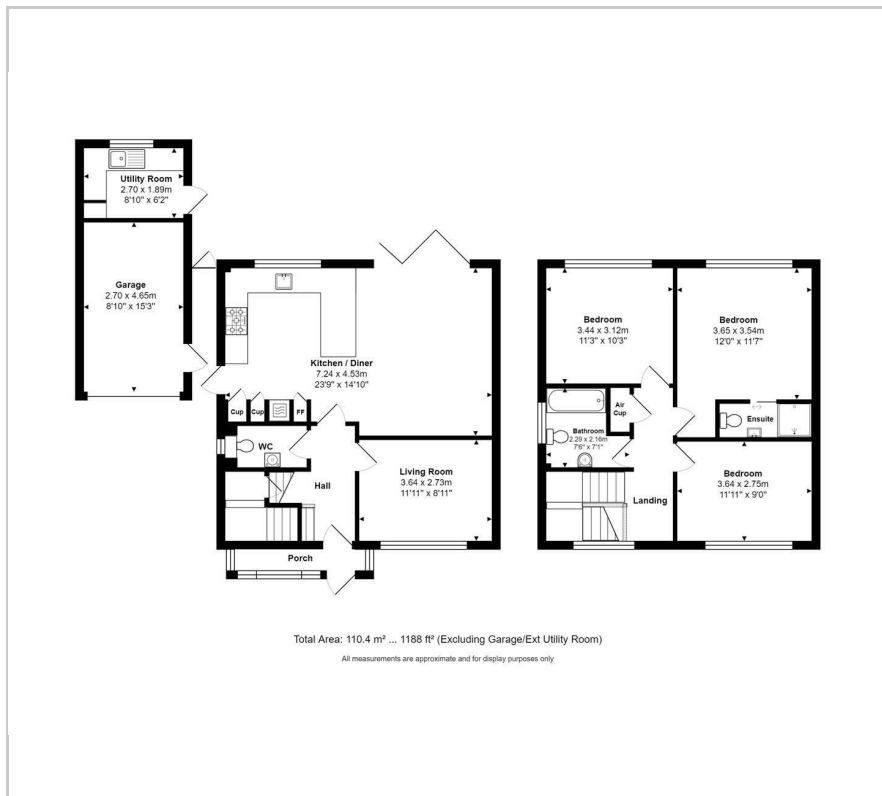 Utility Room
2.70 x 1.89m
8'10" x 6'2"
Garage
2.70 x 4.65m
8'10" x 15'3"
Kitchen / Diner
7.24 x 4.53m
23'9" x 14'10"
Cup
Cup
FF
WC
Living Room
3.64 x 2.73m
11'11" x 8'11"
Hall
Porch
Bedroom
3.44 x 3.12m
11'3" x 10'3"
Bedroom
3.65 x 3.54m
12'0" x 11'7"
Air
Cup
Ensuite
Bathroom
2.29 x 2.16m
7'6" x 7'1"
Bedroom
3.64 x 2.75m
11'11" x 9'0"
Landing
Total Area: 110.4 m² ... 1188 ft² (Excluding Garage/Ext Utility Room)
All measurements are approximate and for display purposes only